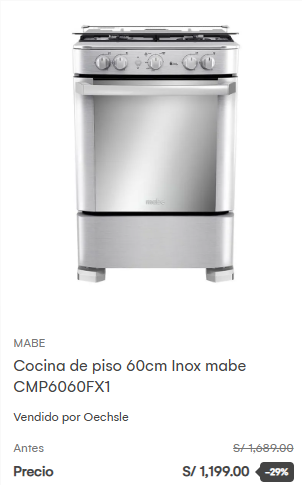 mabe
MABE
Cocina de piso 60cm Inox mabe
CMP6060FX1
Vendido por Oechsle
Antes S/ 1,689.00
Precio S/ 1,199.00 -29%